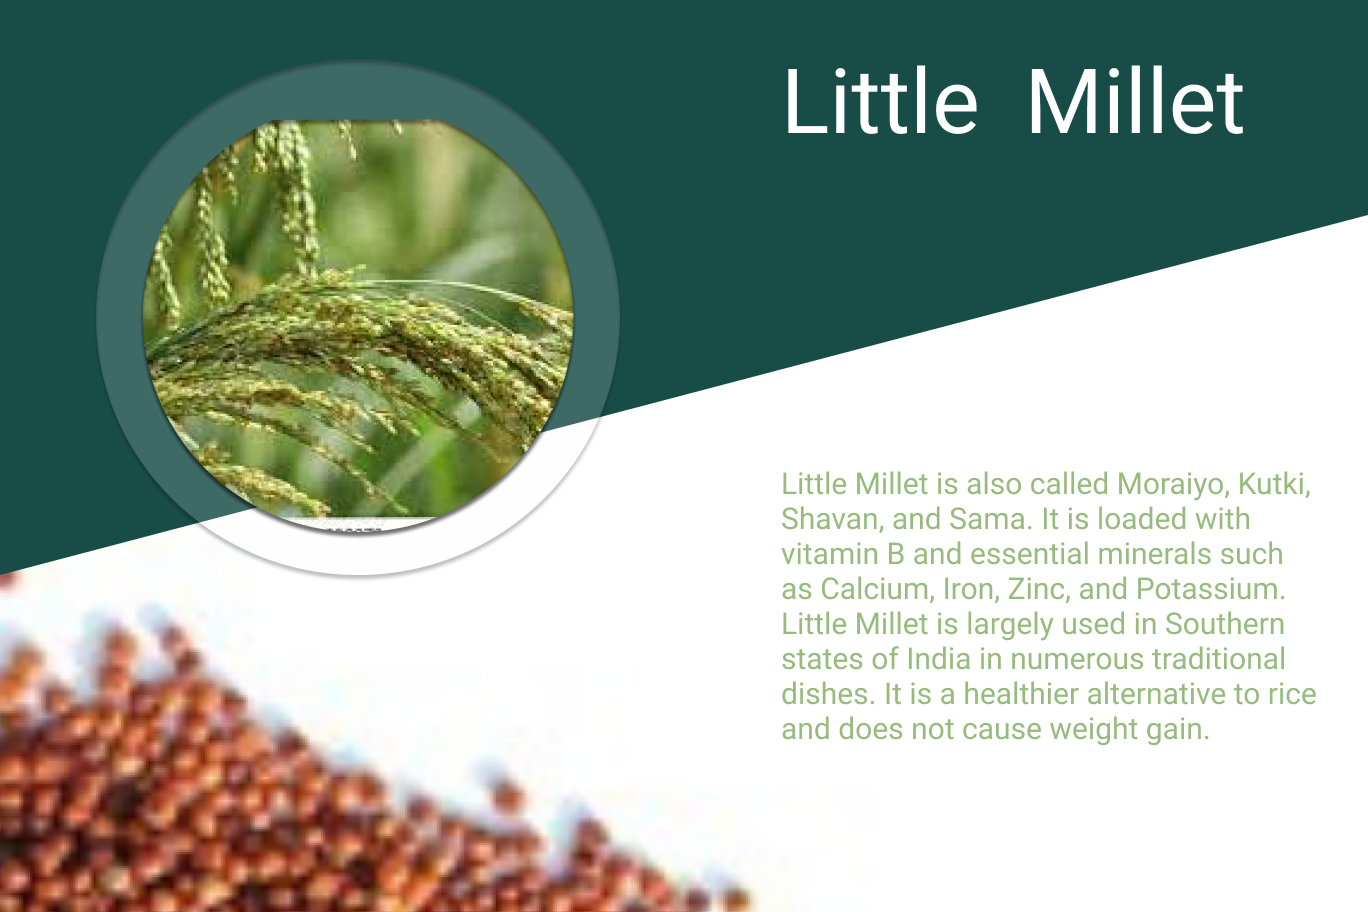 Little Millet
Little Millet is also called Moraiyo, Kutki,
Shavan, and Sama. It is loaded with
vitamin B and essential minerals such
as Calcium, Iron, Zinc, and Potassium.
Little Millet is largely used in Southern
states of India in numerous traditional
dishes. It is a healthier alternative to rice
and does not cause weight gain.